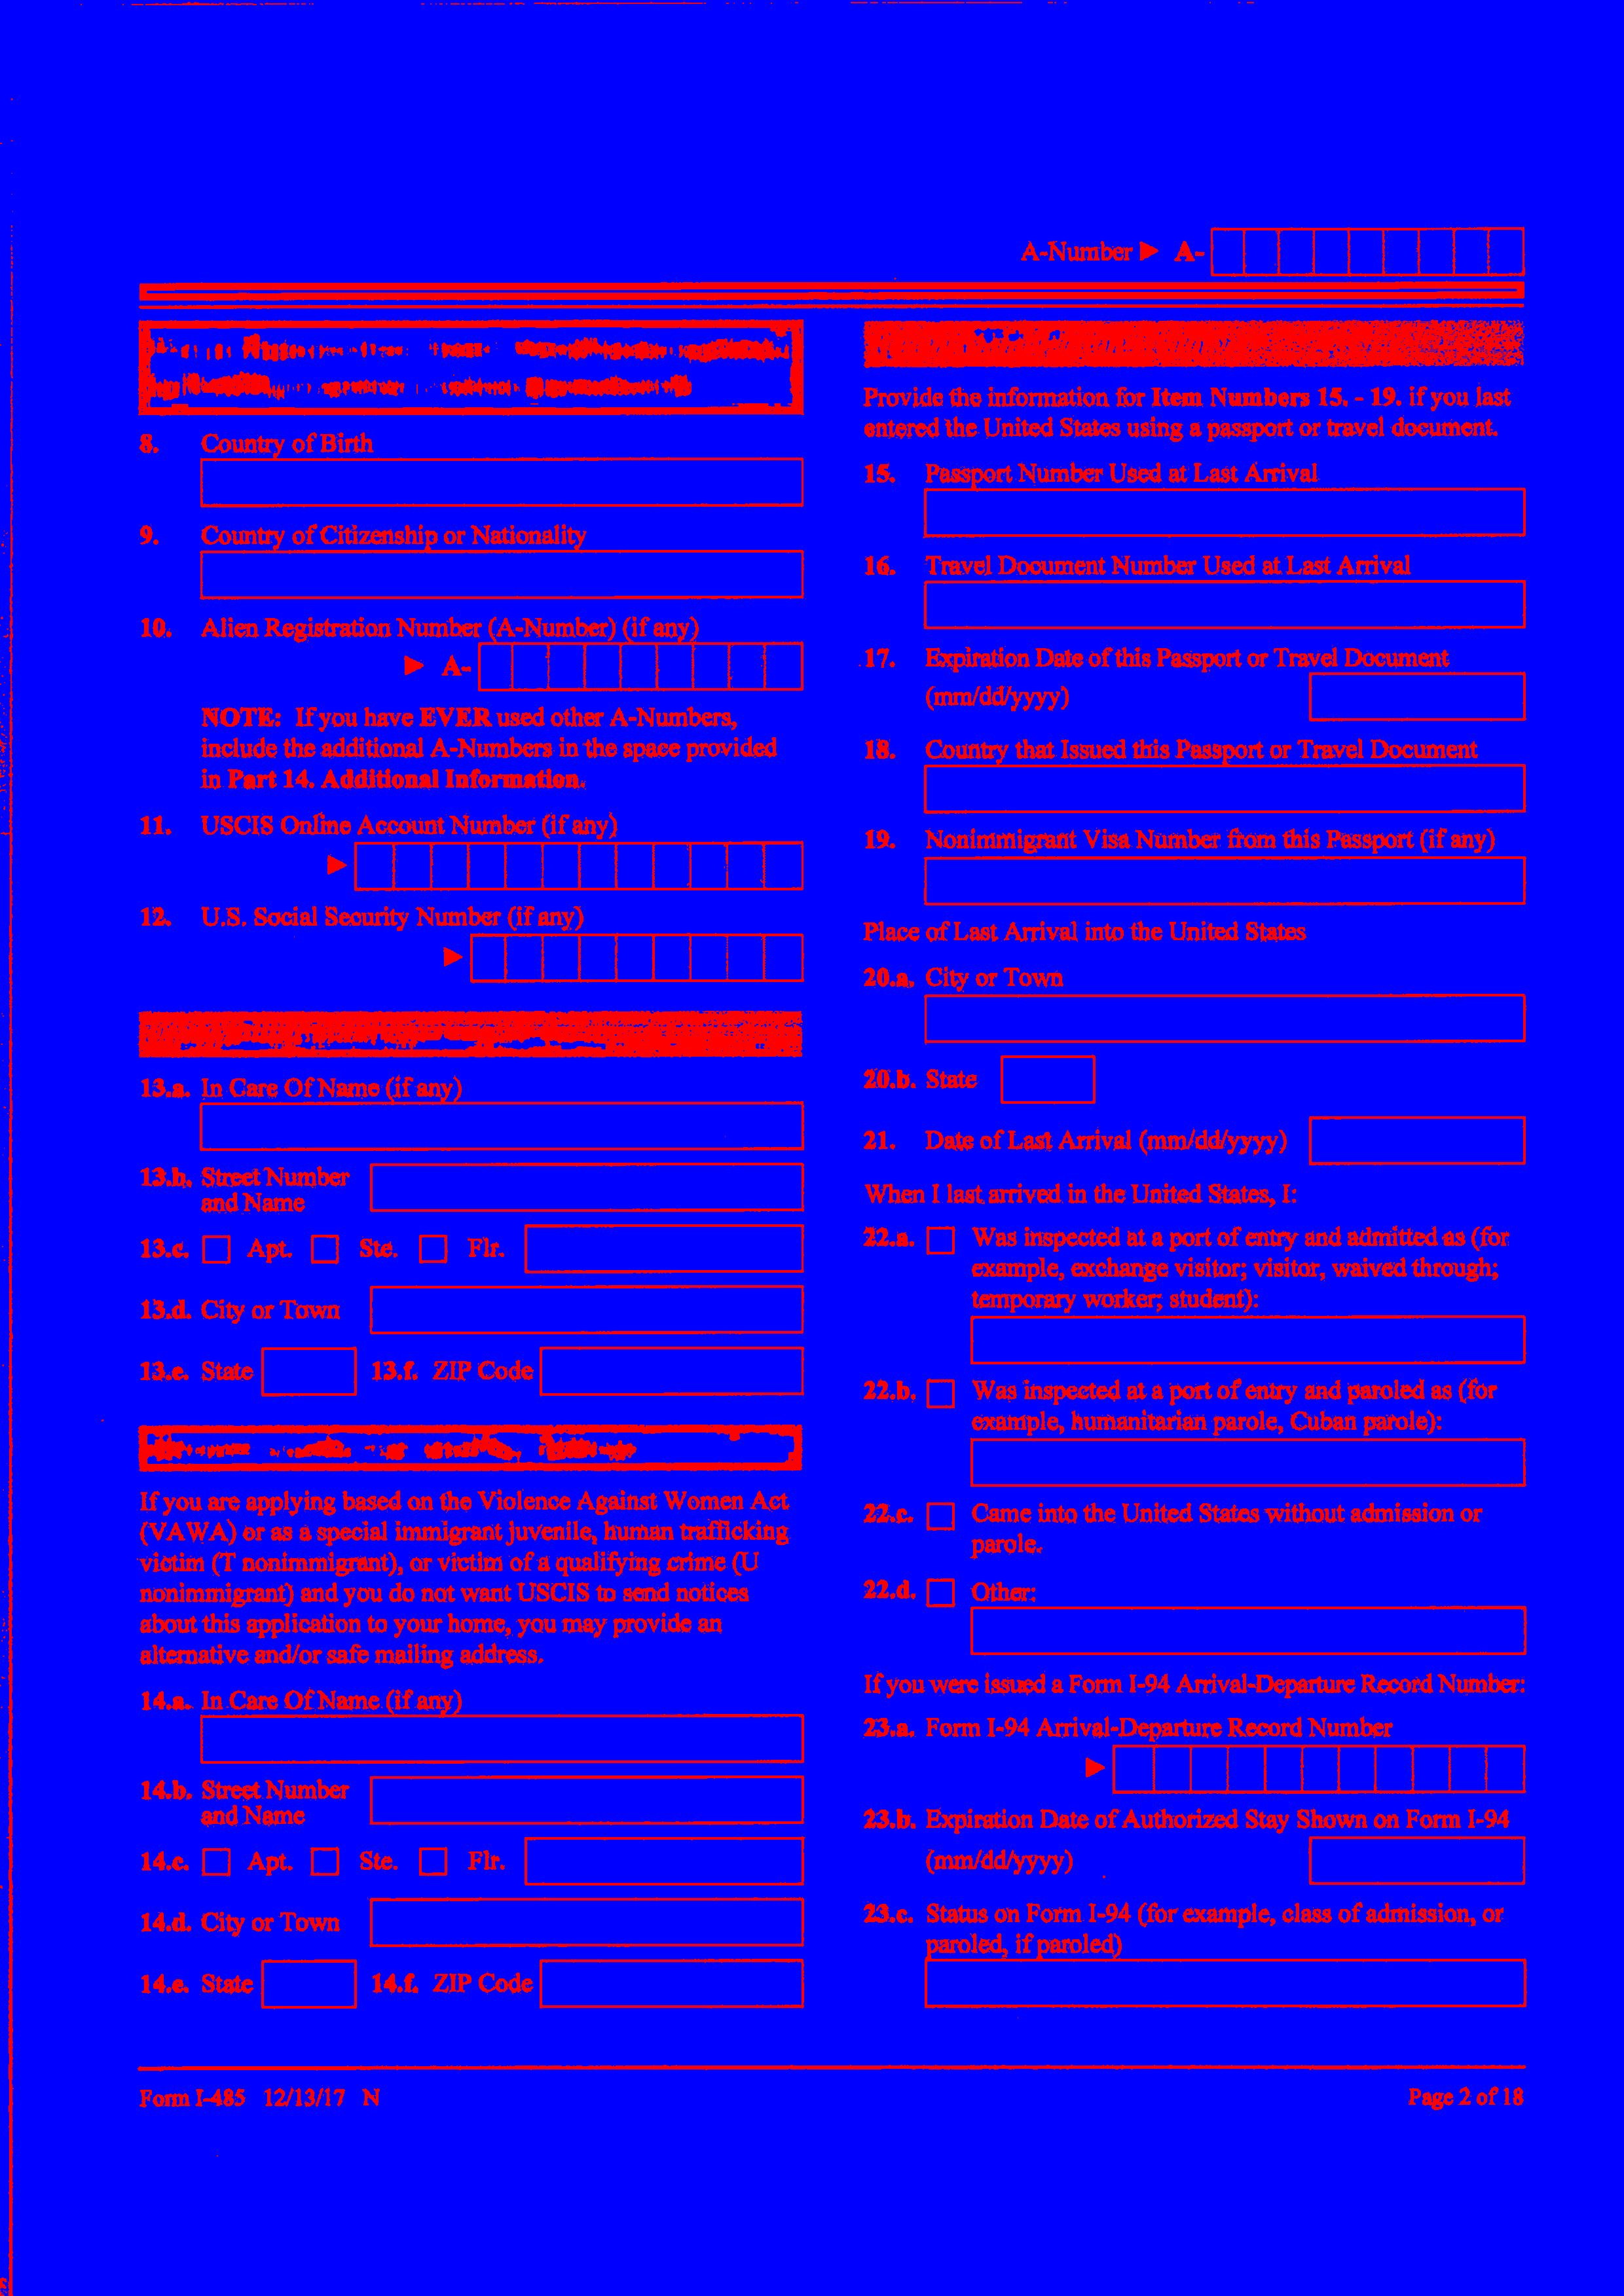 A-Number ► A-
8. Country of Birth
9. Country of Citizenship or Nationality
10. Alien Registration Number (A-Number) (if any)
► A-
NOTE: If you have EVER used other A-Numbers,
include the additional A-Numbers in the space provided
in Part 14. Additional Information.
11. USCIS Online Account Number (if any)
►
12. U.S. Social Security Number (if any)
►
13.a. In Care Of Name (if any)
13.b. Street Number
and Name
13.c. Apt. Ste. Flr.
13.d. City or Town
13.e. State 13.f. ZIP Code
If you are applying based on the Violence Against Women Act
(VAWA) or as a special immigrant juvenile, human trafficking
victim (T nonimmigrant), or victim of a qualifying crime (U
nonimmigrant) and you do not want USCIS to send notices
about this application to your home, you may provide an
alternative and/or safe mailing address.
14.a. In Care Of Name (if any)
14.b. Street Number
and Name
14.c. Apt. Ste. Flr.
14.d. City or Town
14.e. State 14.f. ZIP Code
Provide the information for Item Numbers 15. - 19. if you last
entered the United States using a passport or travel document.
15. Passport Number Used at Last Arrival
16. Travel Document Number Used at Last Arrival
17. Expiration Date of this Passport or Travel Document
(mm/dd/yyyy)
18. Country that Issued this Passport or Travel Document
19. Nonimmigrant Visa Number from this Passport (if any)
Place of Last Arrival into the United States
20.a. City or Town
20.b. State
21. Date of Last Arrival (mm/dd/yyyy)
When I last arrived in the United States, I:
22.a. Was inspected at a port of entry and admitted as (for
example, exchange visitor; visitor, waived through;
temporary worker; student):
22.b. Was inspected at a port of entry and paroled as (for
example, humanitarian parole, Cuban parole):
22.c. Came into the United States without admission or
parole.
22.d. Other:
If you were issued a Form I-94 Arrival-Departure Record Number:
23.a. Form I-94 Arrival-Departure Record Number
►
23.b. Expiration Date of Authorized Stay Shown on Form I-94
(mm/dd/yyyy)
23.c. Status on Form I-94 (for example, class of admission, or
paroled, if paroled)
Form I-485 12/13/17 N
Page 2 of 18